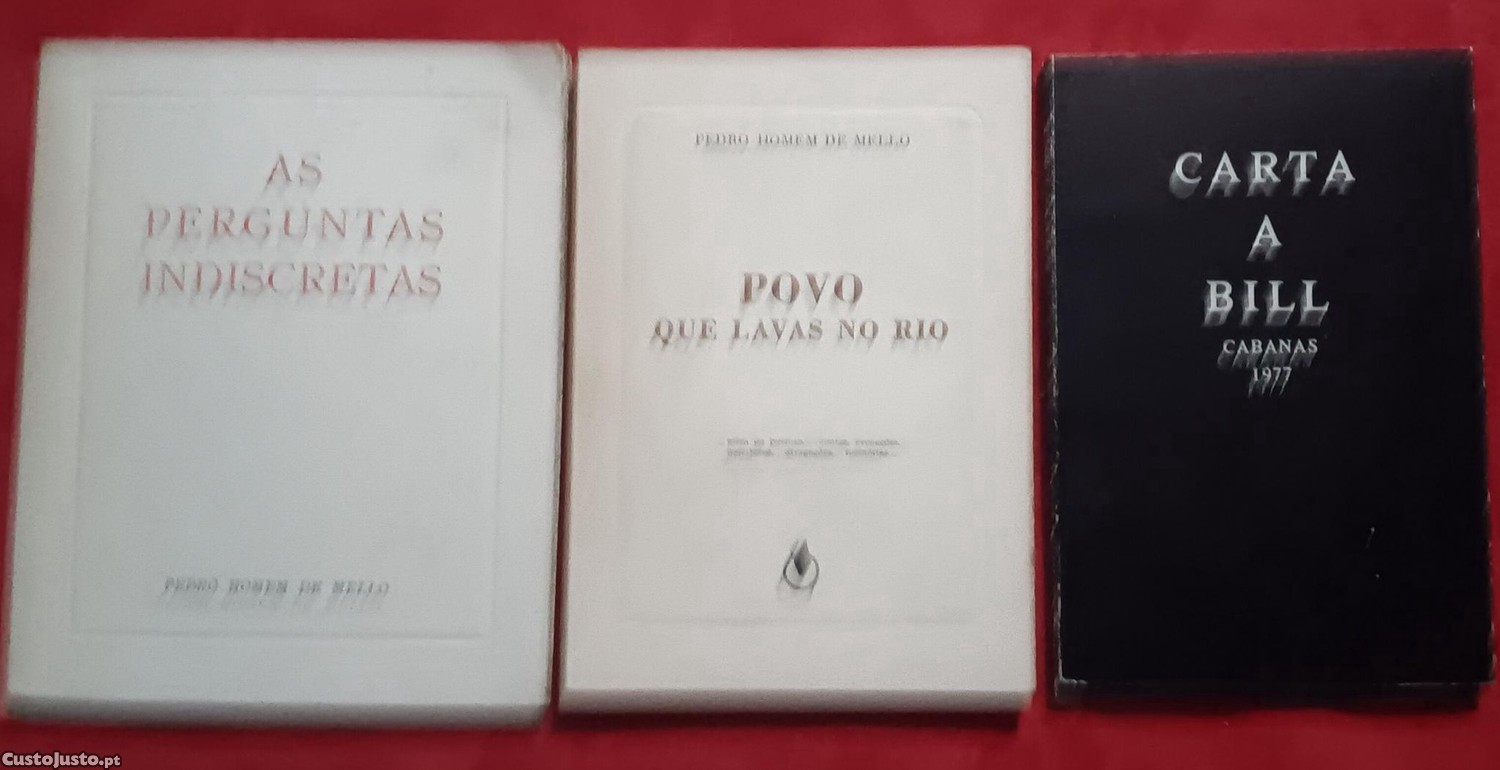 AS
PERGUNTAS
INDISCRETAS
PEDRO HOMEM DE MELLO
PEDRO HOMEM DE MELLO
POVO
QUE LAVAS NO RIO
CARTA
A
BILL
CABANAS
1977
CustoJusto.pt